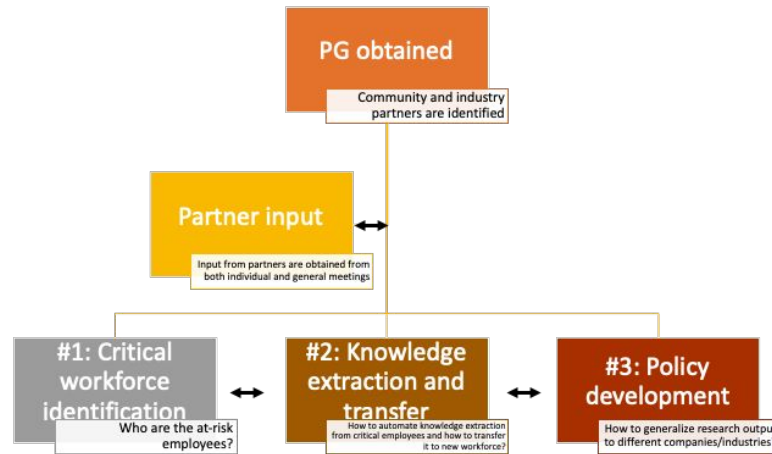 PG obtained
Community and industry
partners are identified
Partner input
Input from partners are obtained from
both individual and general meetings
#1: Critical
workforce
identification
Who are the at-risk
employees?
#2: Knowledge
extraction and
transfer
How to automate knowledge extraction
from critical employees and how to transfer
it to new workforce?
#3: Policy
development
How to generalize research outpu
to different companies/industries